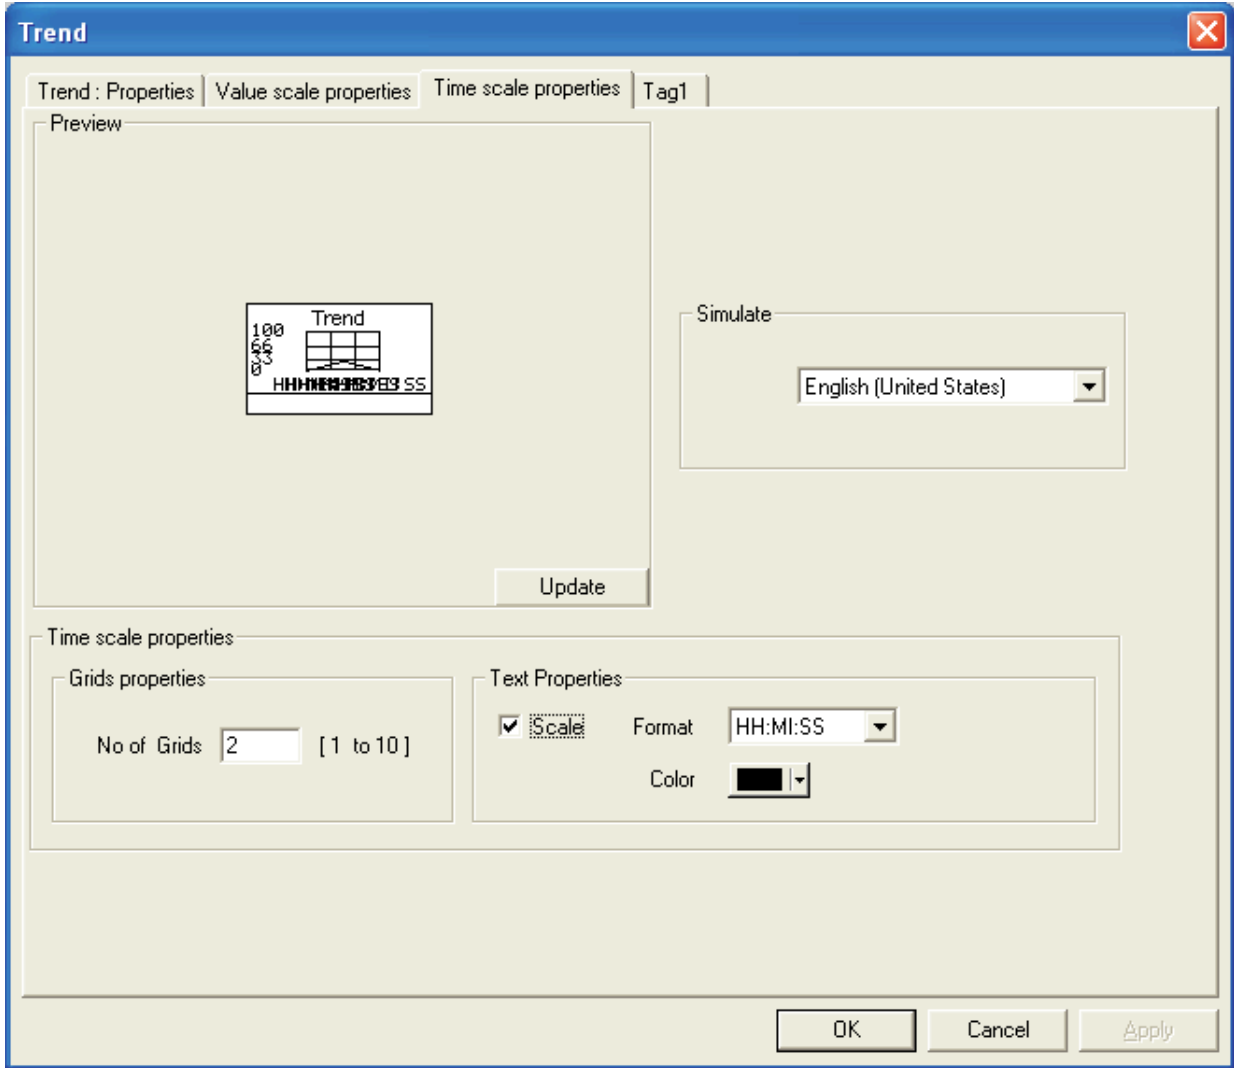 Trend
Trend : Properties
Value scale properties
Time scale properties
Tag1
Preview
Trend
100
66
33
0
SS
Update
Simulate
English (United States)
Time scale properties
Grids properties
No of Grids 2 [ 1 to 10 ]
Text Properties
Scale Format HH:MI:SS
Color
OK Cancel Apply